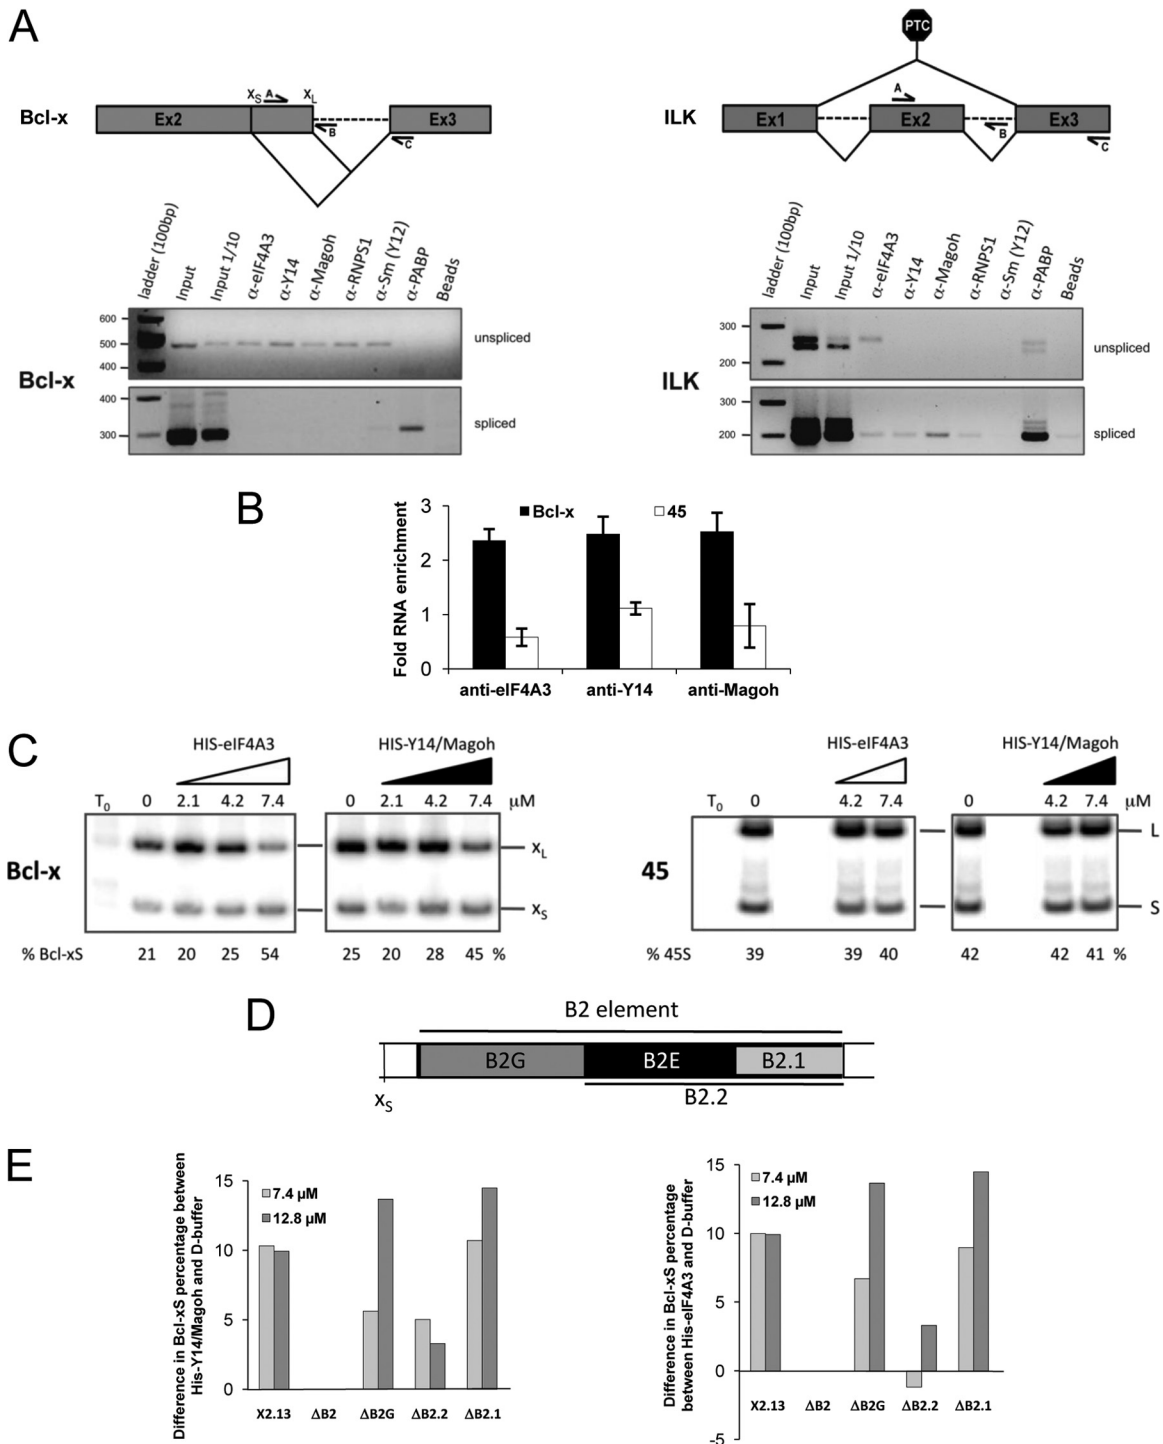 A
Bcl-x
X_S A X_L
Ex2 B Ex3
C
PTC
ILK
A
Ex1 Ex2 B Ex3
C
ladder (100bp) Input Input 1/10 α-eIF4A3 α-Y14 α-Magoh α-RNPS1 α-Sm (Y12) α-PABP Beads
Bcl-x
600
500
400
unspliced
400
300
spliced
ladder (100bp) Input Input 1/10 α-eIF4A3 α-Y14 α-Magoh α-RNPS1 α-Sm (Y12) α-PABP Beads
ILK
300
200
unspliced
300
200
spliced
B
Fold RNA enrichment
3
2
1
0
Bcl-x 45
anti-eIF4A3 anti-Y14 anti-Magoh
C
HIS-eIF4A3 HIS-Y14/Magoh
T0 0 2.1 4.2 7.4 0 2.1 4.2 7.4 μM
Bcl-x
x_L
x_S
% Bcl-xS 21 20 25 54 25 20 28 45 %
HIS-eIF4A3 HIS-Y14/Magoh
T0 0 4.2 7.4 0 4.2 7.4 μM
45
L
S
% 45S 39 39 40 42 42 41 %
D
B2 element
B2G B2E B2.1
x_S B2.2
E
Difference in Bcl-xS percentage between
His-Y14/Magoh and D-buffer
15
10
5
0
7.4 μM
12.8 μM
X2.13 ΔB2 ΔB2G ΔB2.2 ΔB2.1
Difference in Bcl-xS percentage
between His-eIF4A3 and D-buffer
15
10
5
0
-5
7.4 μM
12.8 μM
X2.13 ΔB2 ΔB2G ΔB2.2 ΔB2.1